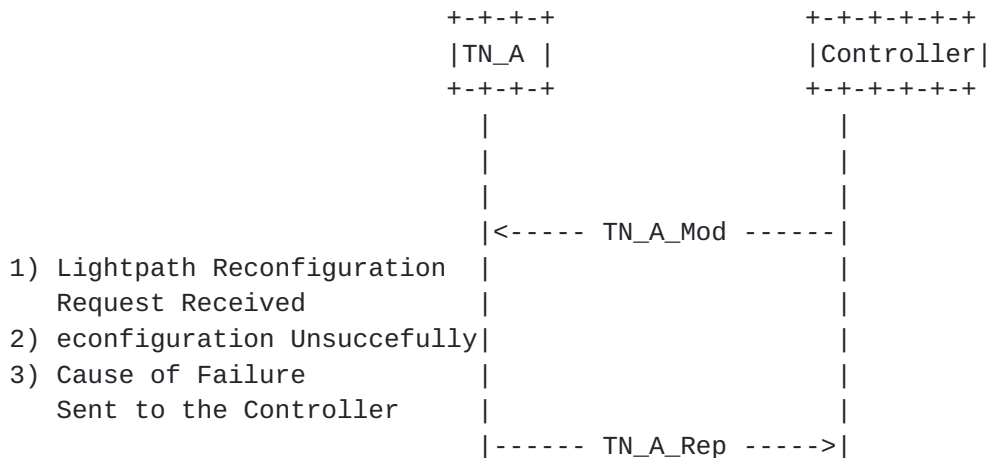 +-+-+-+                +-+-+-+-+-+
|TN_A |                |Controller|
+-+-+-+                +-+-+-+-+-+
|                      |
|                      |
|                      |
|<----- TN_A_Mod ------|
1) Lightpath Reconfiguration  |                      |
   Request Received           |                      |
2) econfiguration Unsuccefully|                      |
3) Cause of Failure           |                      |
   Sent to the Controller     |                      |
|------ TN_A_Rep ----->|